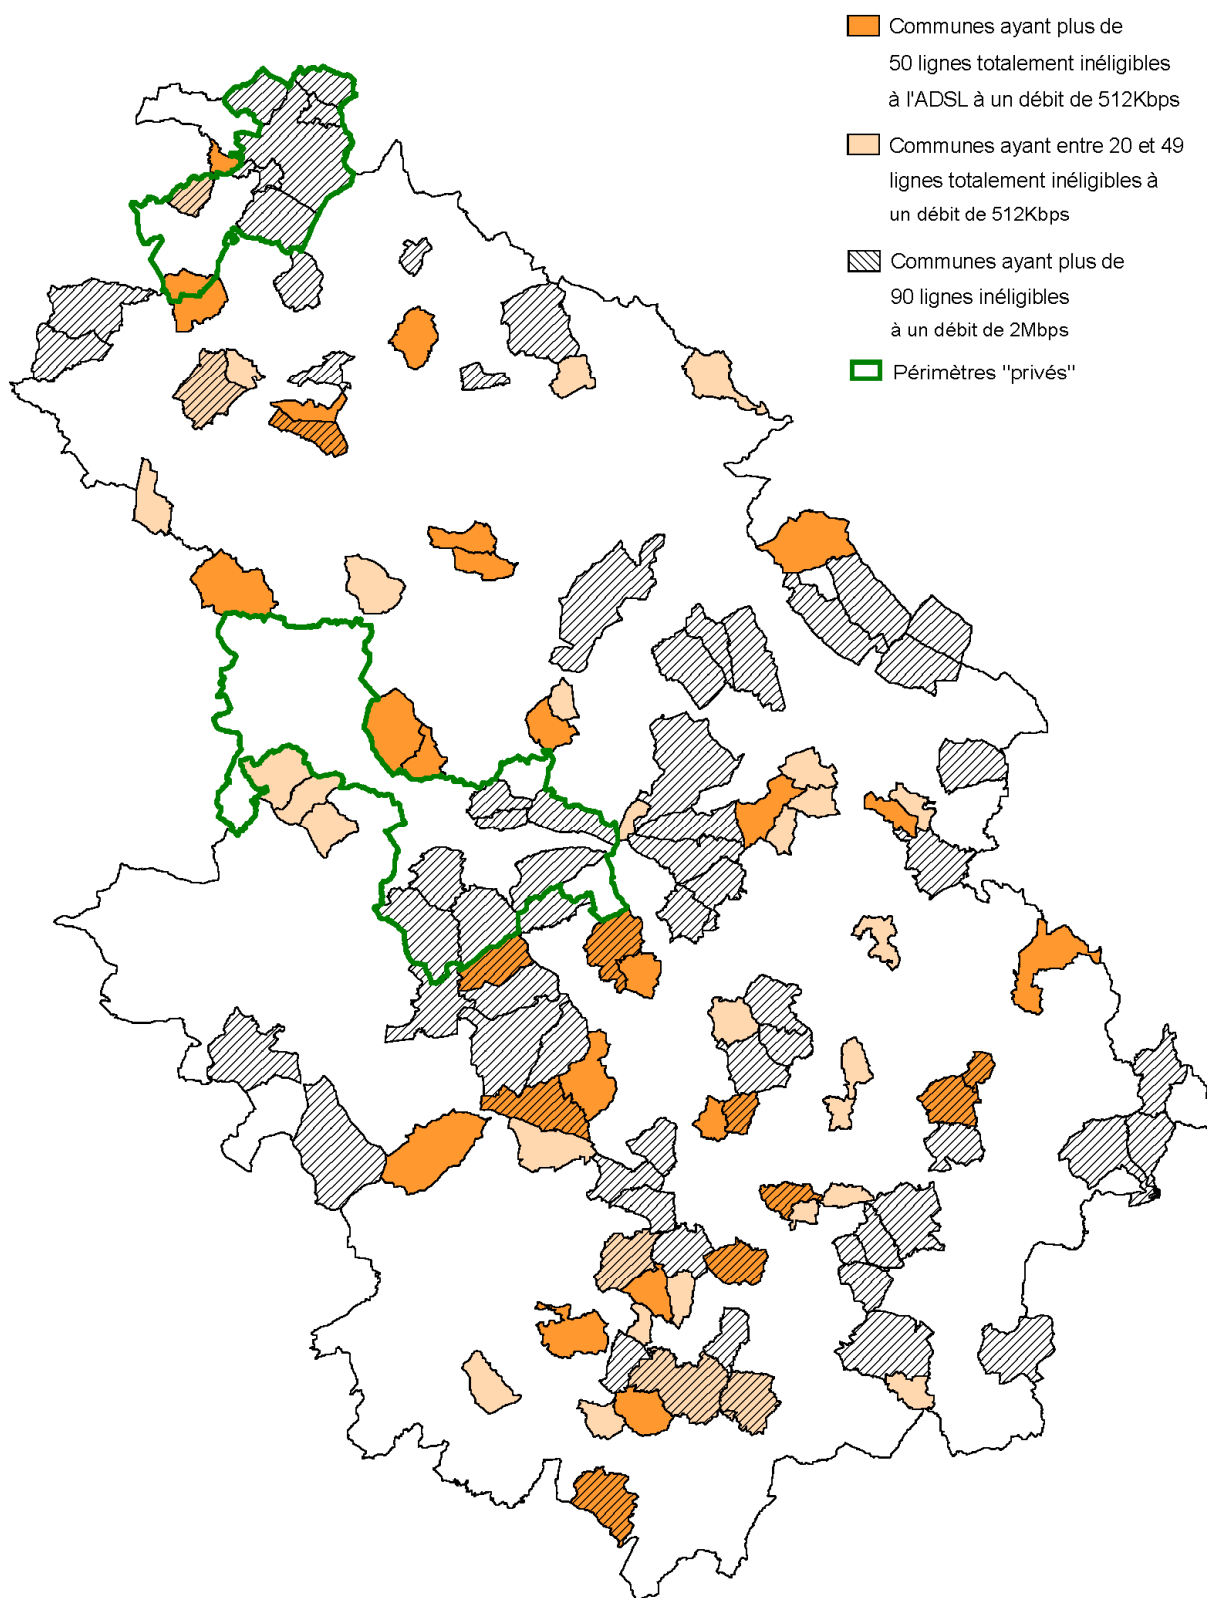 Communes ayant plus de
50 lignes totalement inéligibles
à l'ADSL à un débit de 512Kbps
Communes ayant entre 20 et 49
lignes totalement inéligibles à
un débit de 512Kbps
Communes ayant plus de
90 lignes inéligibles
à un débit de 2Mbps
Périmètres "privés"